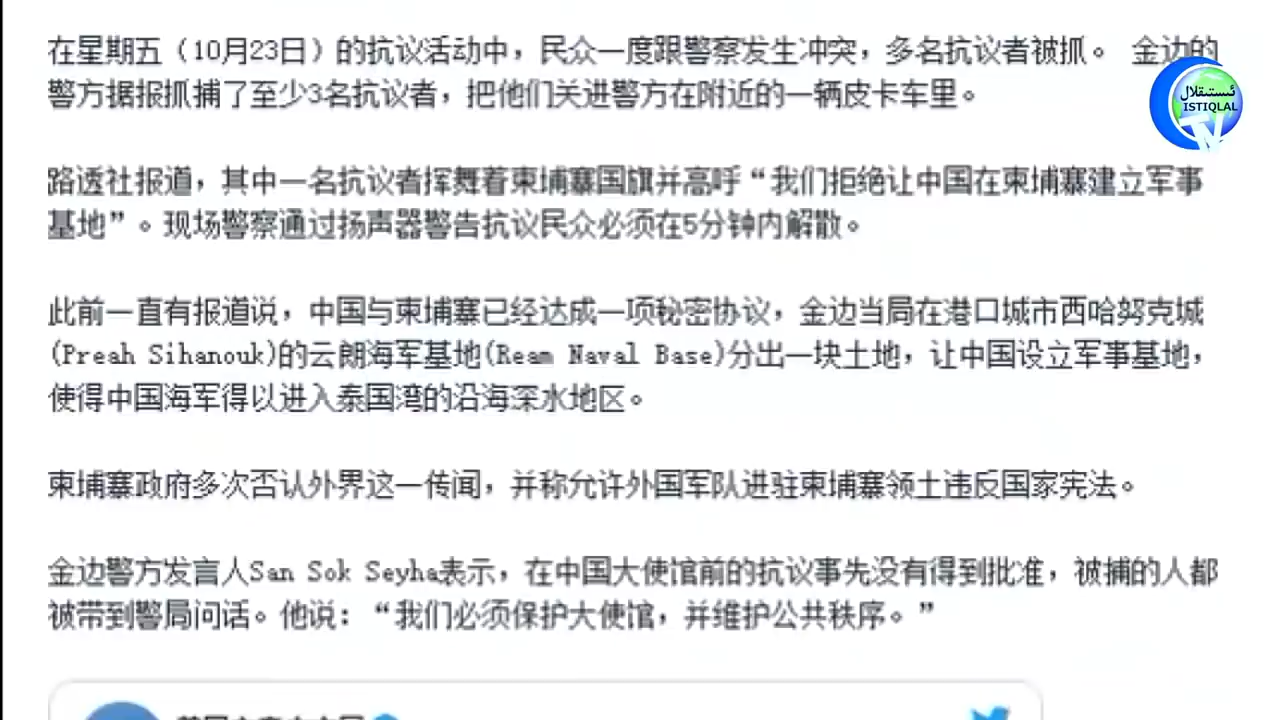 在星期五（10月23日）的抗议活动中，民众一度跟警察发生冲突，多名抗议者被抓。 金边的
警方据报抓捕了至少3名抗议者，把他们关进警方在附近的一辆皮卡车里。
ئىستىقلال
ISTIQLAL
TV
路透社报道，其中一名抗议者挥舞着柬埔寨国旗并高呼“我们拒绝让中国在柬埔寨建立军事
基地”。现场警察通过扬声器警告抗议民众必须在5分钟内解散。
此前一直有报道说，中国与柬埔寨已经达成一项秘密协议，金边当局在港口城市西哈努克城
(Preah Sihanouk)的云朗海军基地(Ream Naval Base)分出一块土地，让中国设立军事基地，
使得中国海军得以进入泰国湾的沿海深水地区。
柬埔寨政府多次否认外界这一传闻，并称允许外国军队进驻柬埔寨领土违反国家宪法。
金边警方发言人San Sok Seyha表示，在中国大使馆前的抗议事先没有得到批准，被捕的人都
被带到警局问话。他说：“我们必须保护大使馆，并维护公共秩序。”